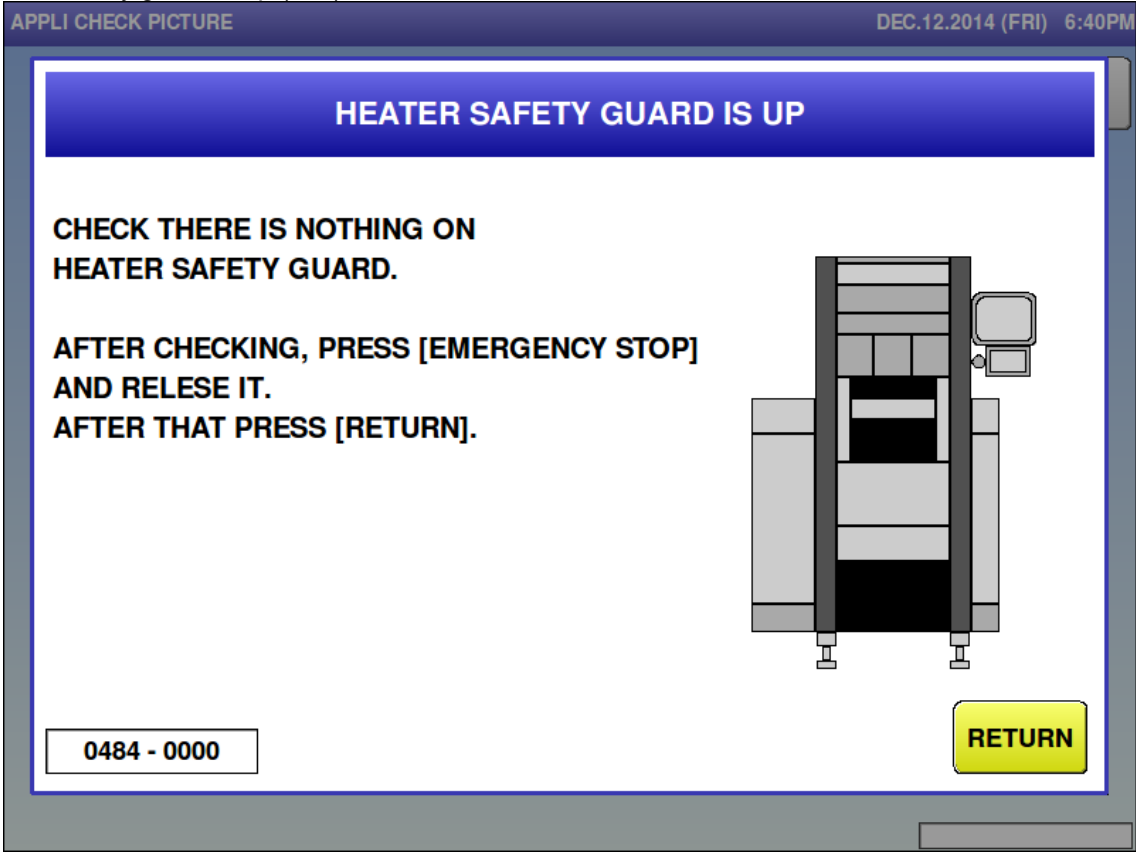 APPLI CHECK PICTURE
DEC.12.2014 (FRI) 6:40PM
HEATER SAFETY GUARD IS UP
CHECK THERE IS NOTHING ON
HEATER SAFETY GUARD.
AFTER CHECKING, PRESS [EMERGENCY STOP]
AND RELESE IT.
AFTER THAT PRESS [RETURN].
0484 - 0000
RETURN